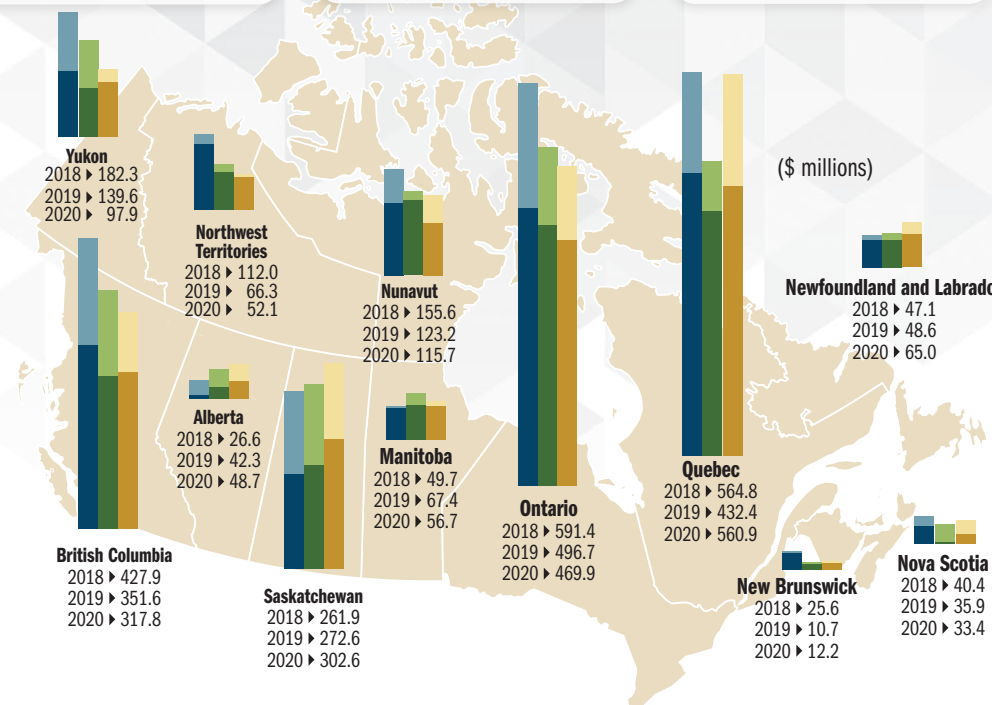 ($ millions)
Yukon
2018 ▸ 182.3
2019 ▸ 139.6
2020 ▸ 97.9
Northwest
Territories
2018 ▸ 112.0
2019 ▸ 66.3
2020 ▸ 52.1
Nunavut
2018 ▸ 155.6
2019 ▸ 123.2
2020 ▸ 115.7
Newfoundland and Labrado
2018 ▸ 47.1
2019 ▸ 48.6
2020 ▸ 65.0
British Columbia
2018 ▸ 427.9
2019 ▸ 351.6
2020 ▸ 317.8
Alberta
2018 ▸ 26.6
2019 ▸ 42.3
2020 ▸ 48.7
Saskatchewan
2018 ▸ 261.9
2019 ▸ 272.6
2020 ▸ 302.6
Manitoba
2018 ▸ 49.7
2019 ▸ 67.4
2020 ▸ 56.7
Ontario
2018 ▸ 591.4
2019 ▸ 496.7
2020 ▸ 469.9
Quebec
2018 ▸ 564.8
2019 ▸ 432.4
2020 ▸ 560.9
New Brunswick
2018 ▸ 25.6
2019 ▸ 10.7
2020 ▸ 12.2
Nova Scotia
2018 ▸ 40.4
2019 ▸ 35.9
2020 ▸ 33.4